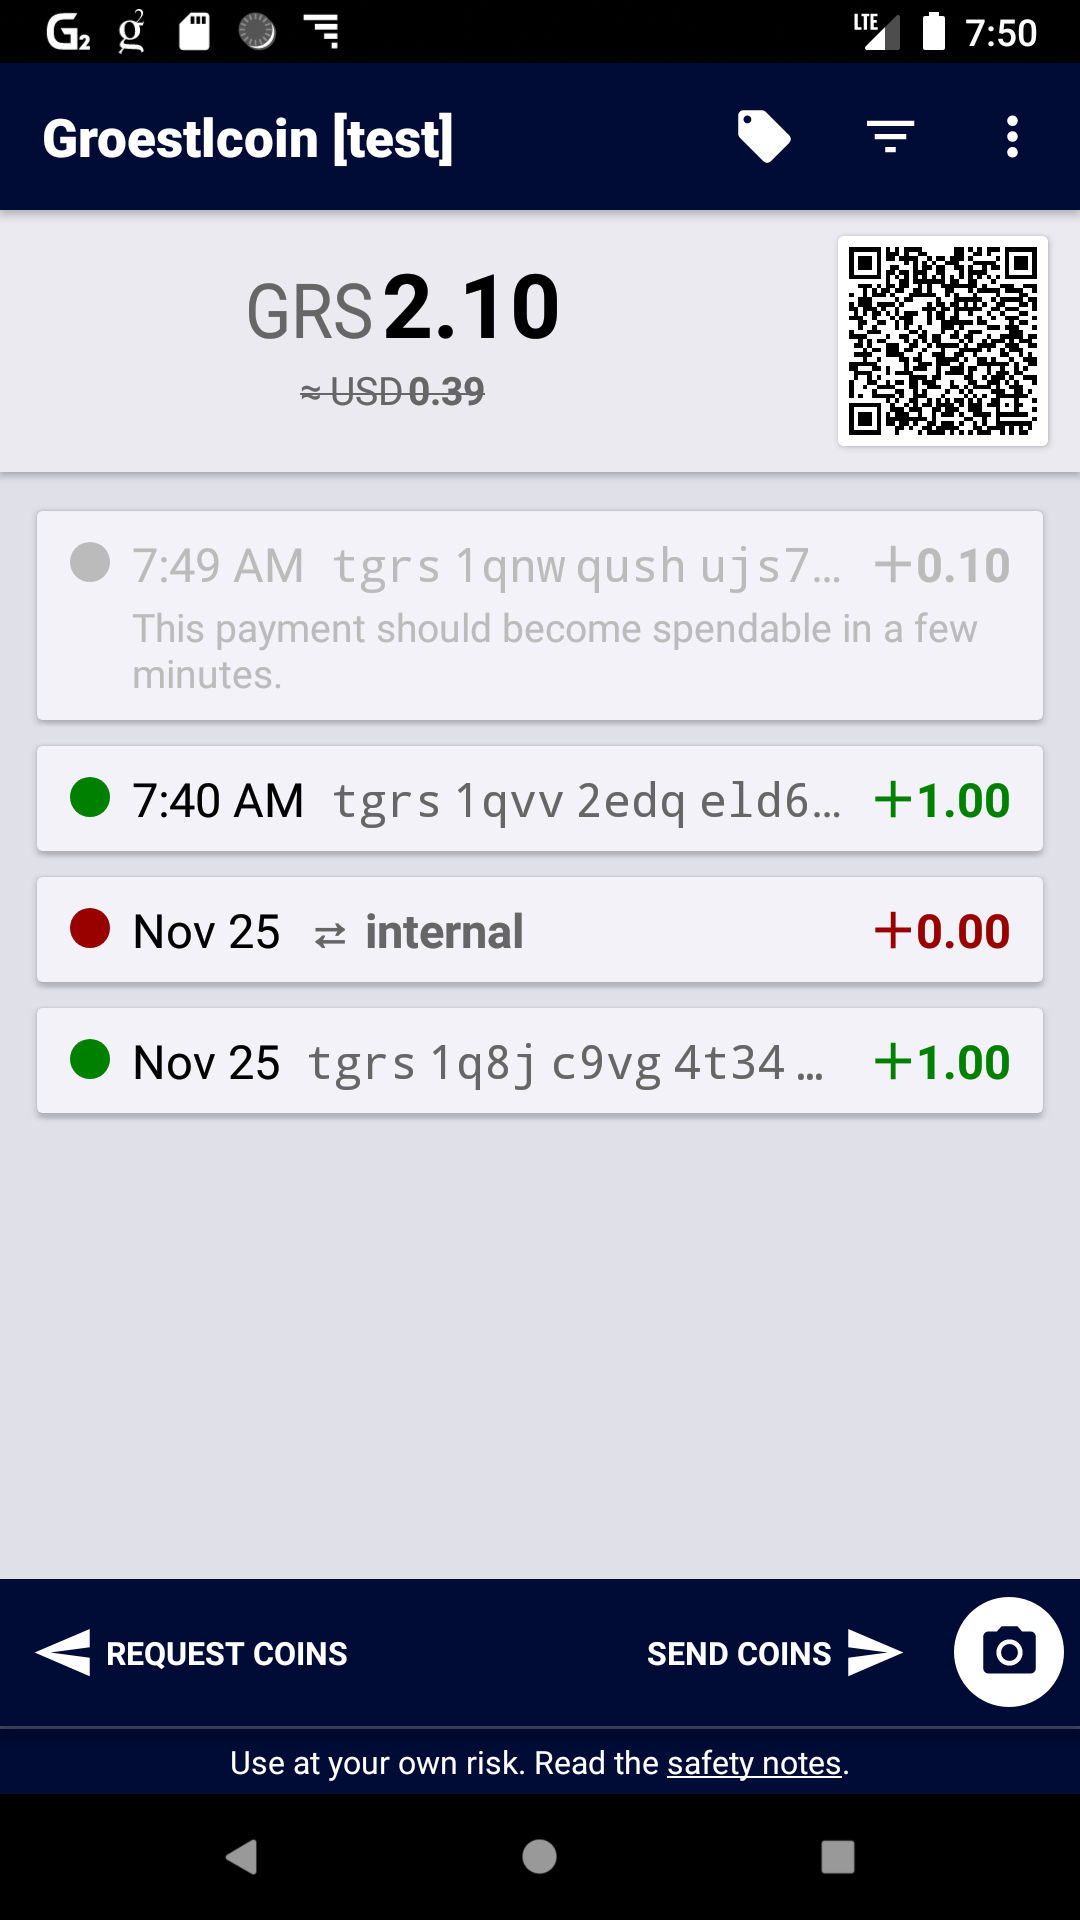 G2 g2 LTE 7:50
Groestlcoin [test]
GRS 2.10
≈ USD 0.39
7:49 AM tgrs 1qnw qush ujs7… +0.10
This payment should become spendable in a few
minutes.
7:40 AM tgrs 1qvv 2edq eld6… +1.00
Nov 25 ⇄ internal +0.00
Nov 25 tgrs 1q8j c9vg 4t34 … +1.00
REQUEST COINS SEND COINS
Use at your own risk. Read the safety notes.